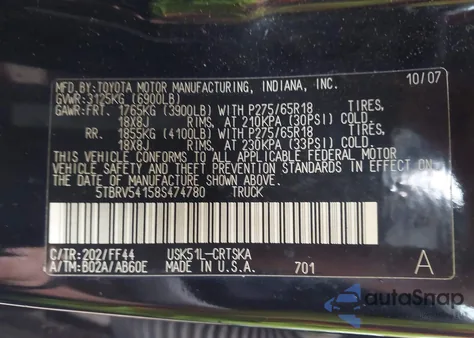 MFD.BY:TOYOTA MOTOR MANUFACTURING, INDIANA, INC. 10/07
GVWR:3125KG (6900LB)
GAWR:FRT. 1765KG (3900LB) WITH P275/65R18 TIRES,
18X8J RIMS, AT 210KPA (30PSI) COLD.
RR. 1855KG (4100LB) WITH P275/65R18 TIRES,
18X8J RIMS, AT 230KPA (33PSI) COLD.
THIS VEHICLE CONFORMS TO ALL APPLICABLE FEDERAL MOTOR
VEHICLE SAFETY AND THEFT PREVENTION STANDARDS IN EFFECT
ON THE DATE OF MANUFACTURE SHOWN ABOVE.
5TBRV54158S474780 TRUCK
C/TR:202/FF44 USK51L-CRTSKA
A/TM:B02A/AB60E MADE IN U.S.A. 701 A
autoSnap